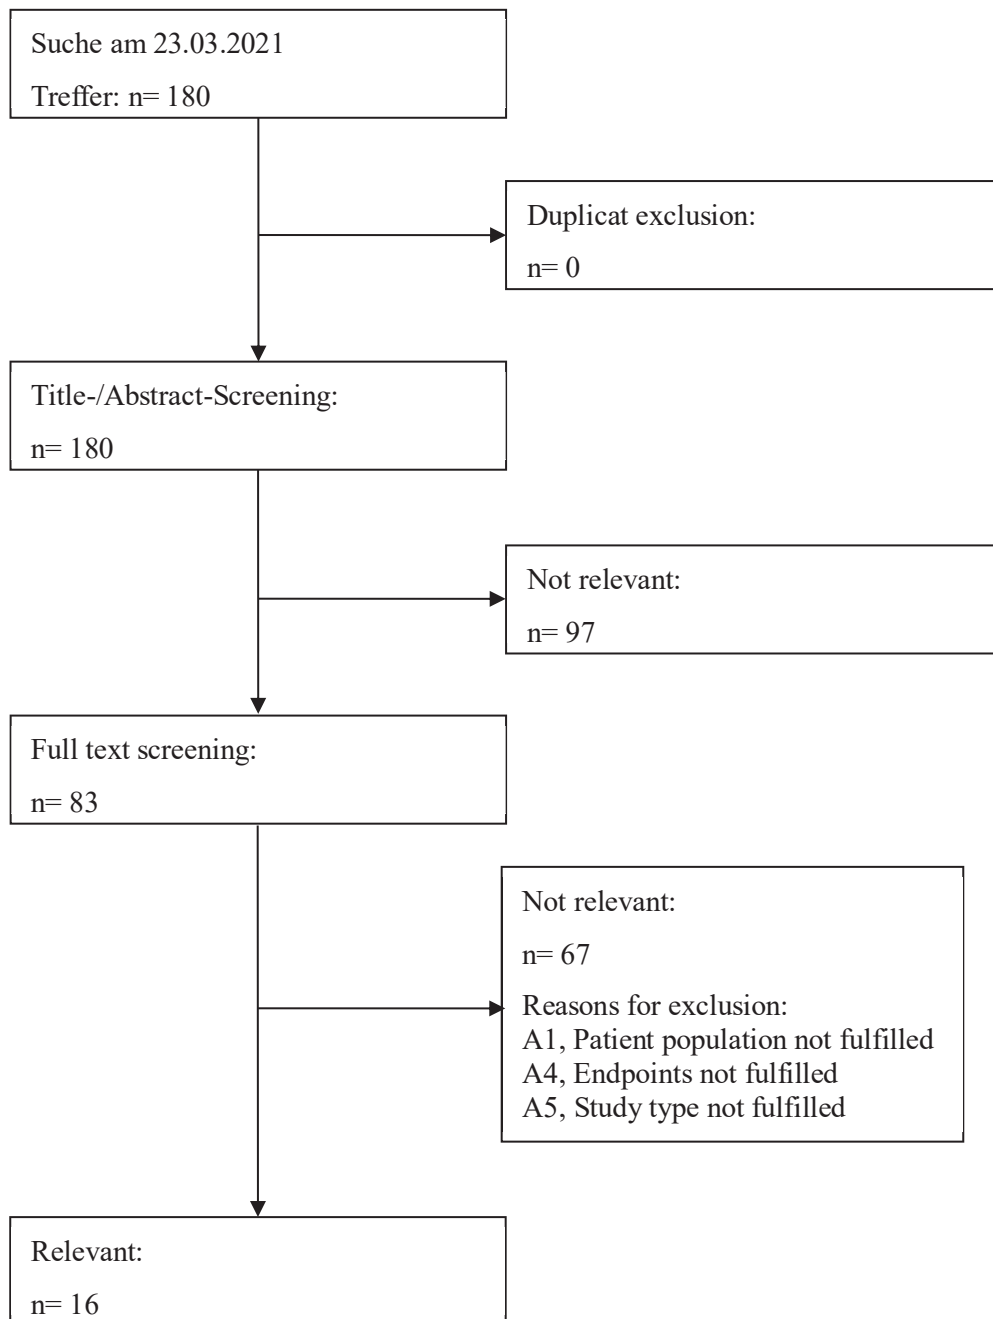 Suche am 23.03.2021
Treffer: n= 180
Duplicat exclusion:
n= 0
Title-/Abstract-Screening:
n= 180
Not relevant:
n= 97
Full text screening:
n= 83
Not relevant:
n= 67
Reasons for exclusion:
A1, Patient population not fulfilled
A4, Endpoints not fulfilled
A5, Study type not fulfilled
Relevant:
n= 16